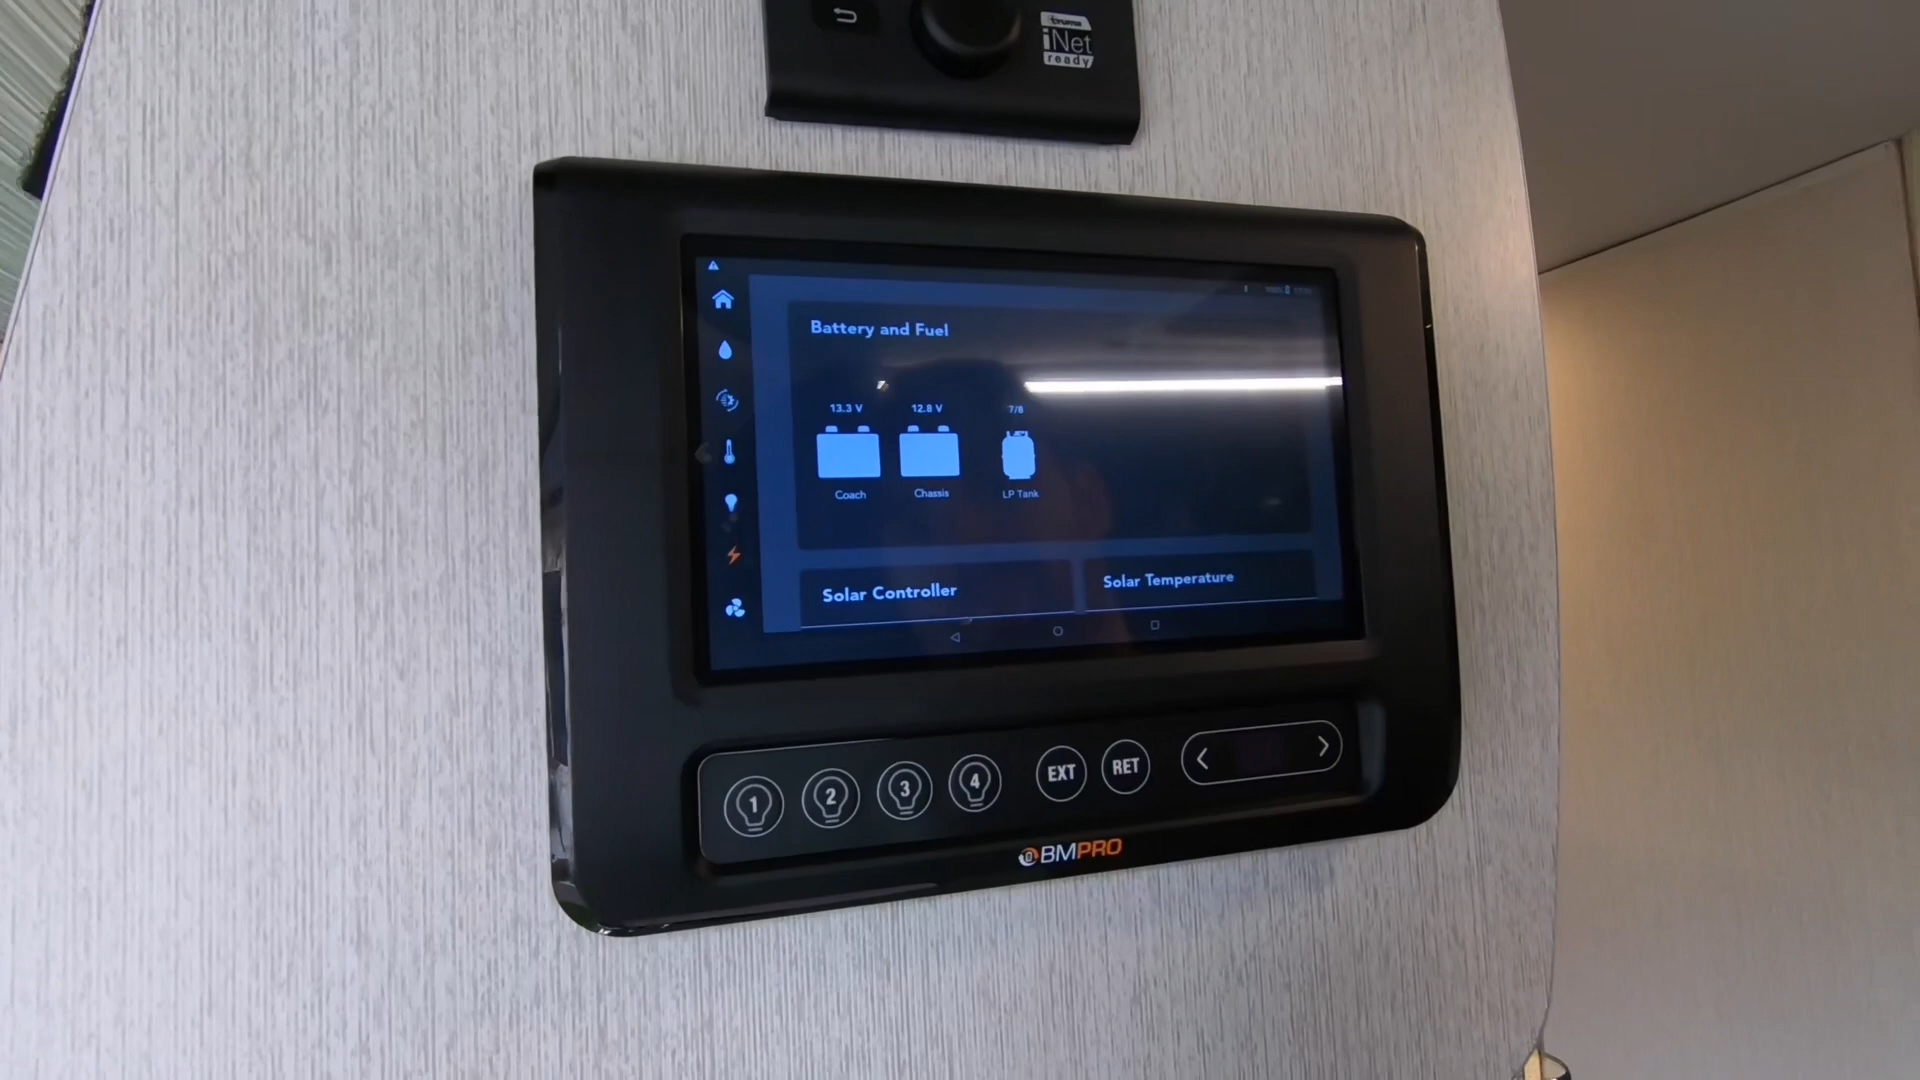 truma
iNet
ready
Battery and Fuel
13.3 V
12.8 V
7/8
Coach
Chassis
LP Tank
Solar Controller
Solar Temperature
1
2
3
4
EXT
RET
BMPRO